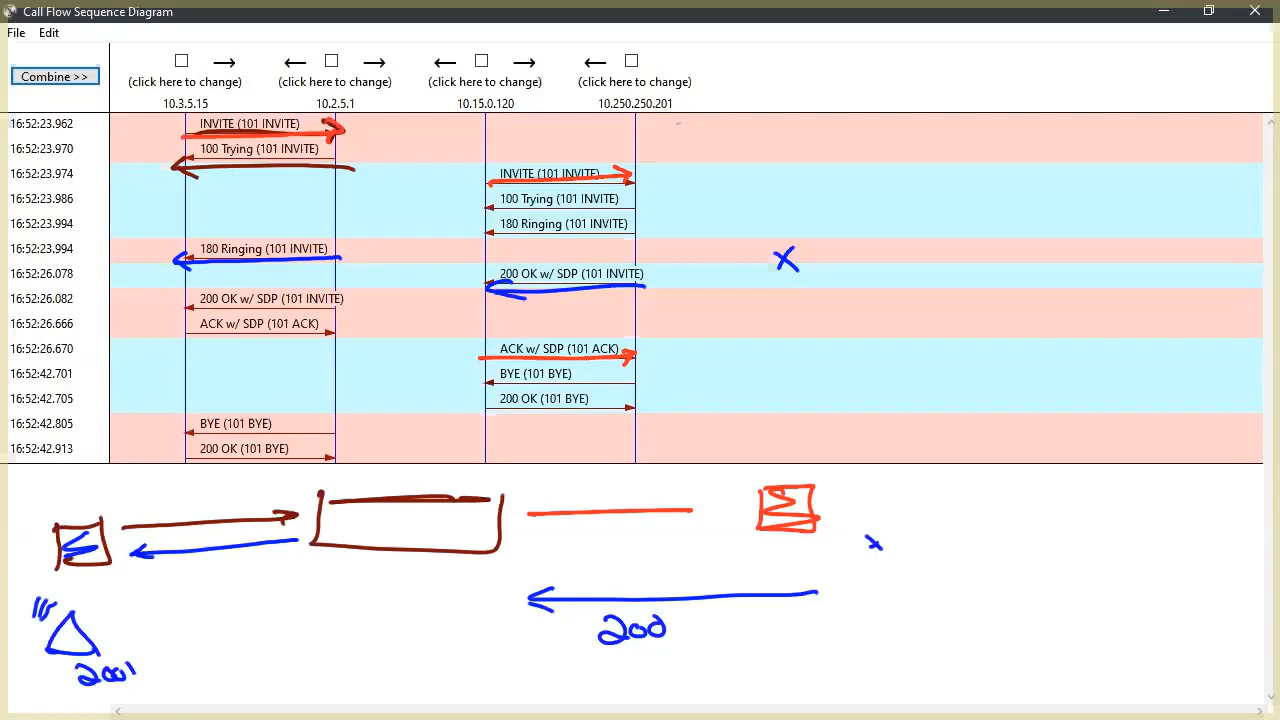 Call Flow Sequence Diagram
File Edit
Combine >>
(click here to change) (click here to change) (click here to change) (click here to change)
10.3.5.15 10.2.5.1 10.15.0.120 10.250.250.201
16:52:23.962 INVITE (101 INVITE)
16:52:23.970 100 Trying (101 INVITE)
16:52:23.974 INVITE (101 INVITE)
16:52:23.986 100 Trying (101 INVITE)
16:52:23.994 180 Ringing (101 INVITE)
16:52:23.994 180 Ringing (101 INVITE)
16:52:26.078 200 OK w/ SDP (101 INVITE)
16:52:26.082 200 OK w/ SDP (101 INVITE)
16:52:26.666 ACK w/ SDP (101 ACK)
16:52:26.670 ACK w/ SDP (101 ACK)
16:52:42.701 BYE (101 BYE)
16:52:42.705 200 OK (101 BYE)
16:52:42.805 BYE (101 BYE)
16:52:42.913 200 OK (101 BYE)
200
200